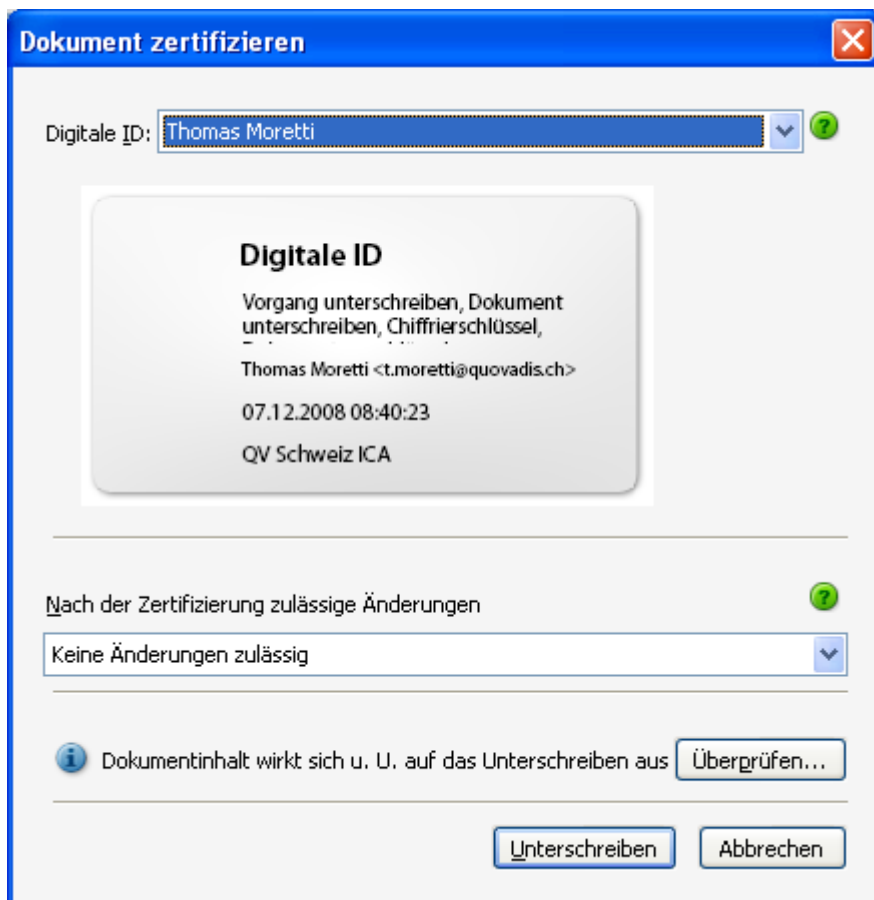 Dokument zertifizieren
Digitale ID: Thomas Moretti
Digitale ID
Vorgang unterschreiben, Dokument
unterschreiben, Chiffrierschlüssel,
Thomas Moretti <t.moretti@quovadis.ch>
07.12.2008 08:40:23
QV Schweiz ICA
Nach der Zertifizierung zulässige Änderungen
Keine Änderungen zulässig
Dokumentinhalt wirkt sich u. U. auf das Unterschreiben aus Überprüfen...
Unterschreiben Abbrechen